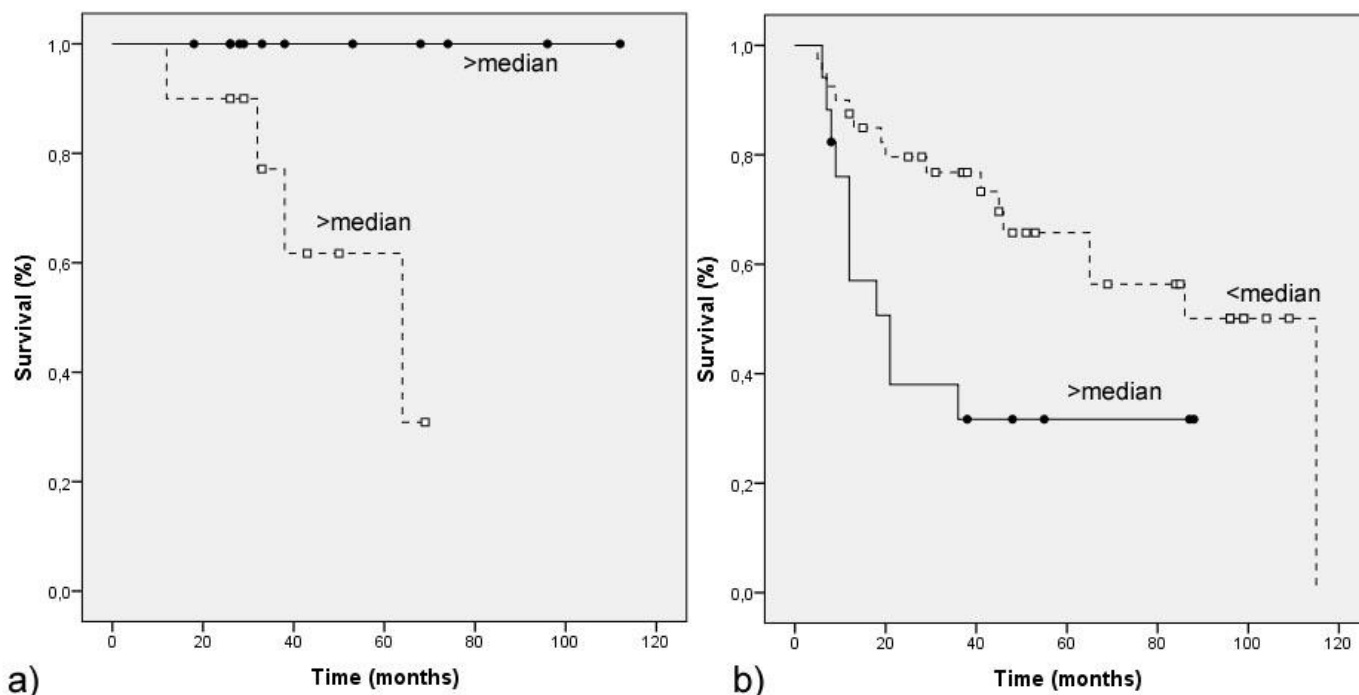 1,0
>median
0,8
>median
0,6
Survival (%)
0,4
0,2
0,0
0 20 40 60 80 100 120
Time (months)
a)
1,0
0,8
0,6
<median
Survival (%)
0,4
>median
0,2
0,0
0 20 40 60 80 100 120
Time (months)
b)